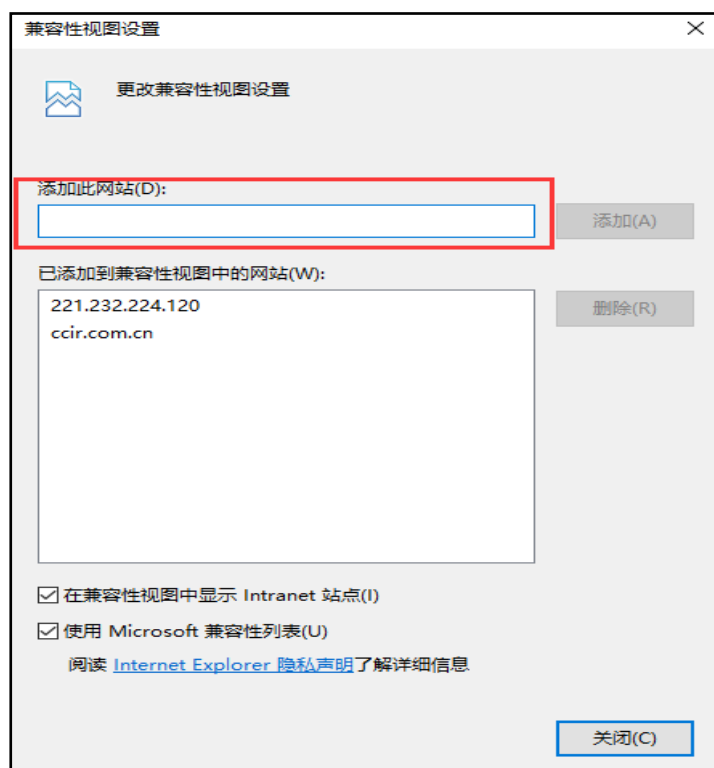 兼容性视图设置
更改兼容性视图设置
添加此网站(D):
添加(A)
已添加到兼容性视图中的网站(W):
221.232.224.120
ccir.com.cn
删除(R)
在兼容性视图中显示 Intranet 站点(I)
使用 Microsoft 兼容性列表(U)
阅读 Internet Explorer 隐私声明了解详细信息
关闭(C)